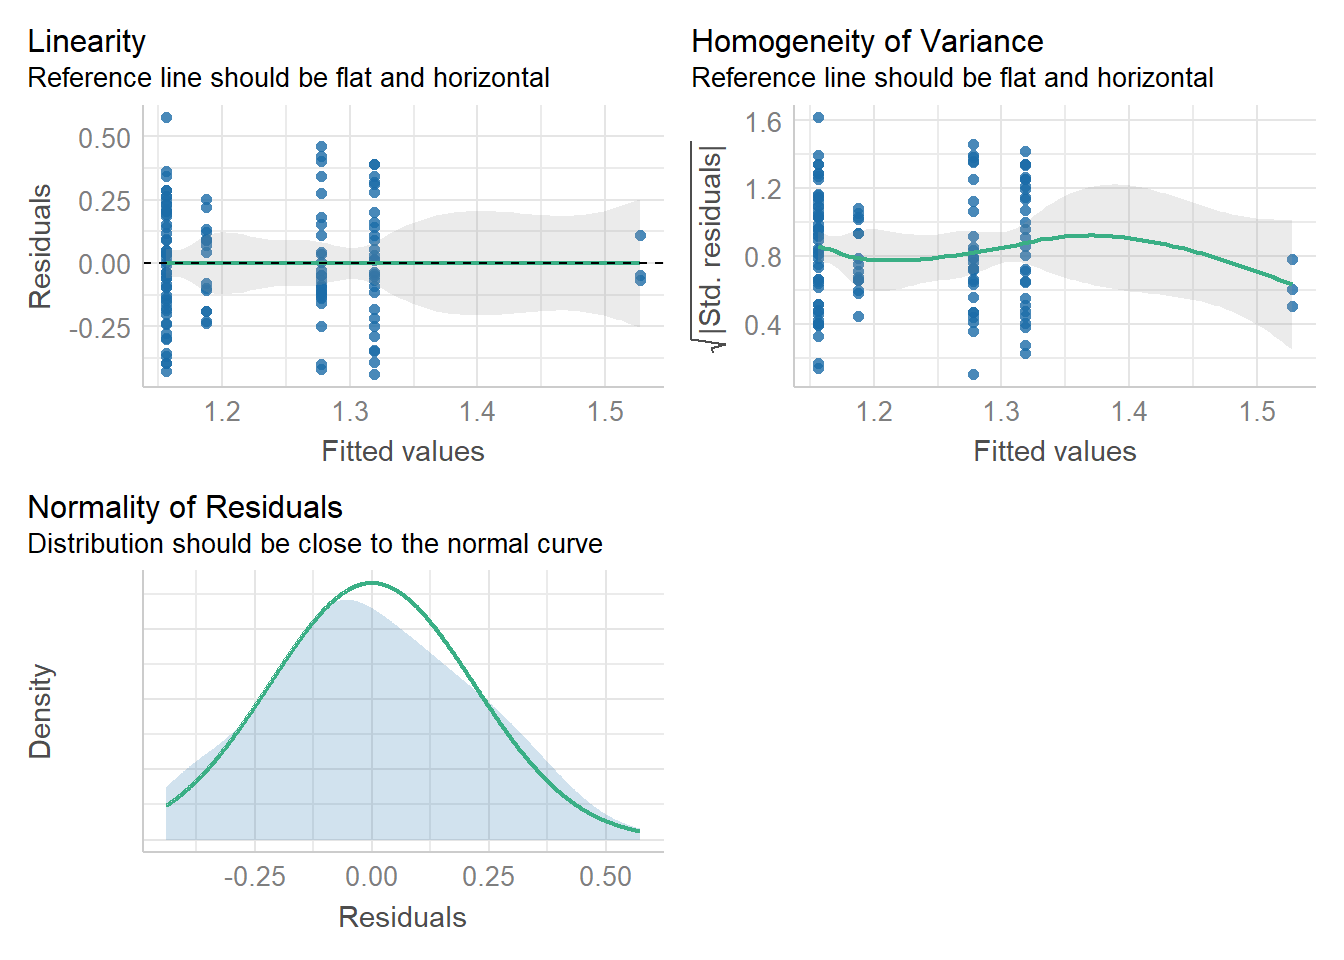 Linearity
Reference line should be flat and horizontal
Residuals
0.50
0.25
0.00
-0.25
1.2 1.3 1.4 1.5
Fitted values
Homogeneity of Variance
Reference line should be flat and horizontal
√|Std. residuals|
1.6
1.2
0.8
0.4
1.2 1.3 1.4 1.5
Fitted values
Normality of Residuals
Distribution should be close to the normal curve
Density
-0.25 0.00 0.25 0.50
Residuals